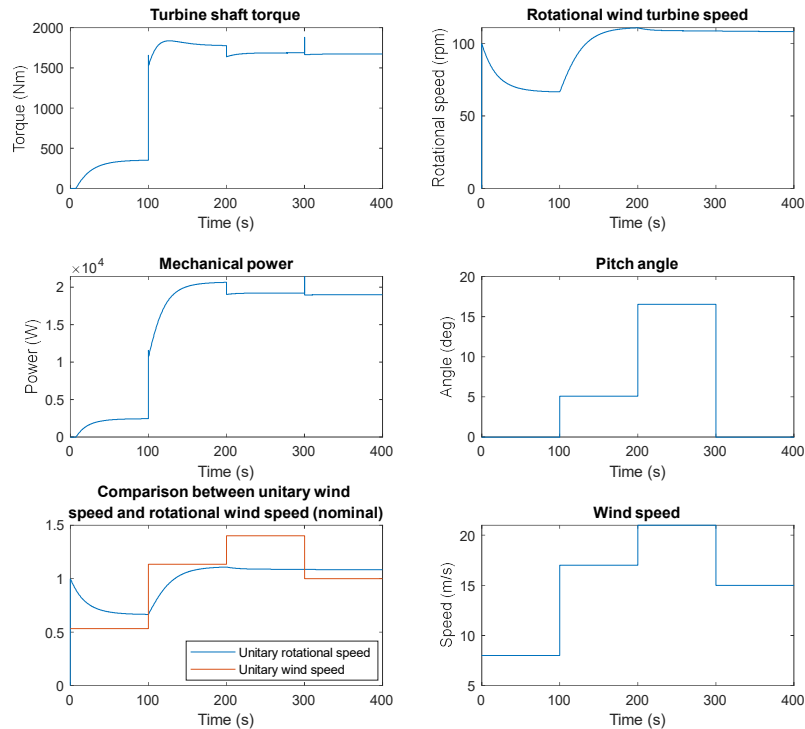 Turbine shaft torque
2000
1500
1000
500
0
Torque (Nm)
0 100 200 300 400
Time (s)
Rotational wind turbine speed
100
50
0
Rotational speed (rpm)
0 100 200 300 400
Time (s)
Mechanical power
×10⁴
2
1.5
1
0.5
0
Power (W)
0 100 200 300 400
Time (s)
Pitch angle
20
15
10
5
0
Angle (deg)
0 100 200 300 400
Time (s)
Comparison between unitary wind
speed and rotational wind speed (nominal)
1.5
1
0.5
0
Unitary rotational speed
Unitary wind speed
0 100 200 300 400
Time (s)
Wind speed
20
15
10
5
Speed (m/s)
0 100 200 300 400
Time (s)